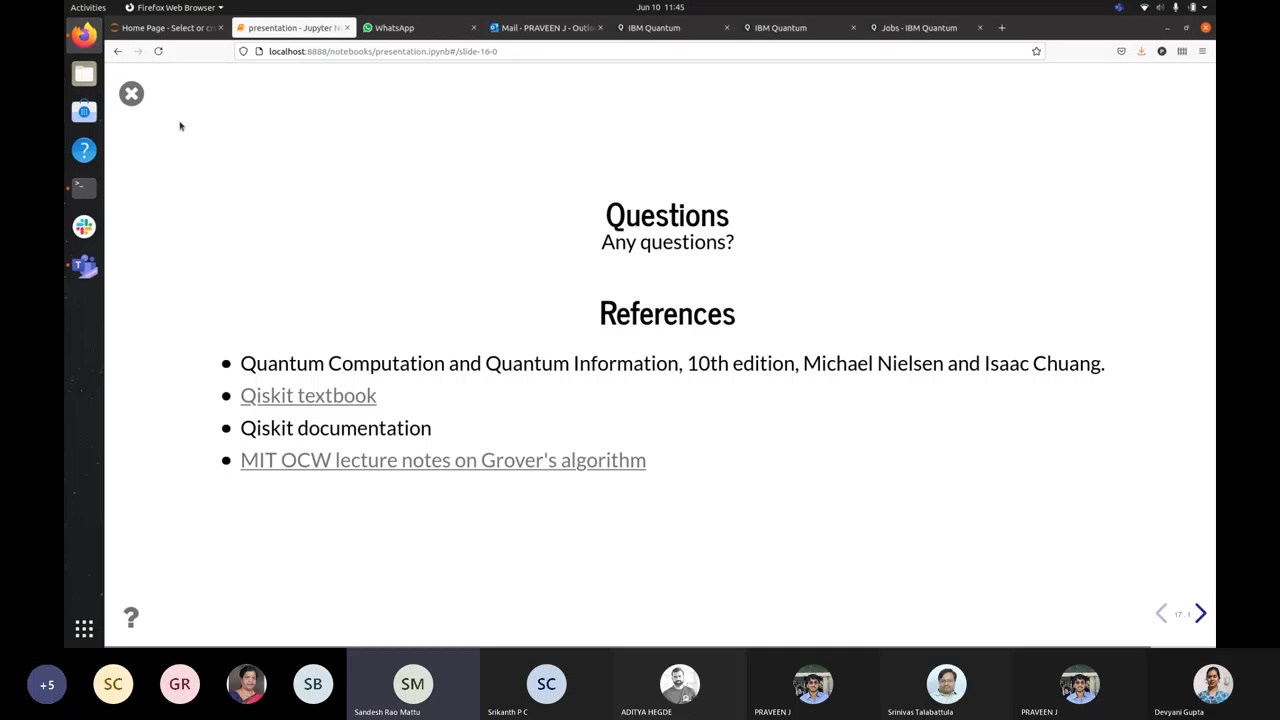 Activities
Firefox Web Browser
Jun 10 11:45
Home Page - Select or cr
presentation - Jupyter N
WhatsApp
Mail - PRAVEEN J - Outlo
IBM Quantum
IBM Quantum
Jobs - IBM Quantum
localhost:8888/notebooks/presentation.ipynb#/slide-16-0
Questions
Any questions?
References
Quantum Computation and Quantum Information, 10th edition, Michael Nielsen and Isaac Chuang.
Qiskit textbook
Qiskit documentation
MIT OCW lecture notes on Grover's algorithm
?
17.1
+5
SC
GR
SB
SM
SC
Sandesh Rao Mattu
Srikanth P C
ADITYA HEGDE
PRAVEEN J
Srinivas Talabattula
PRAVEEN J
Devyani Gupta